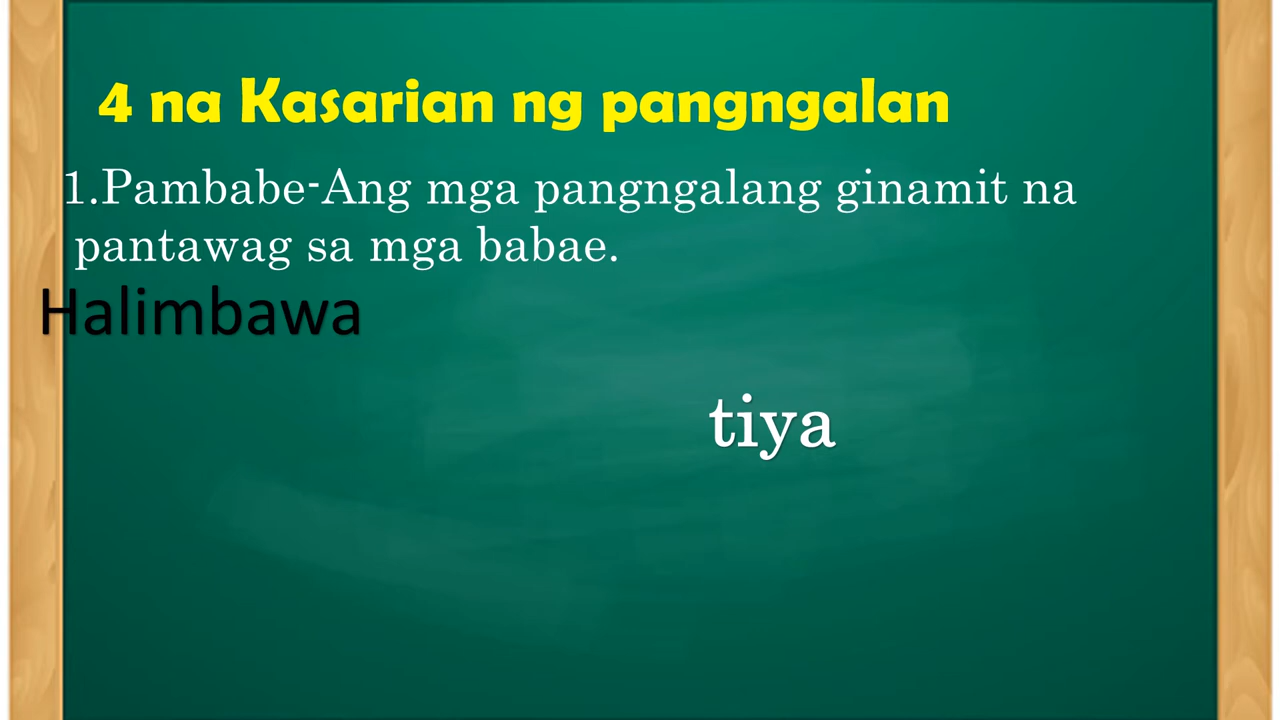 4 na Kasarian ng pangngalan
1.Pambabe-Ang mga pangngalang ginamit na
pantawag sa mga babae.
Halimbawa
tiya